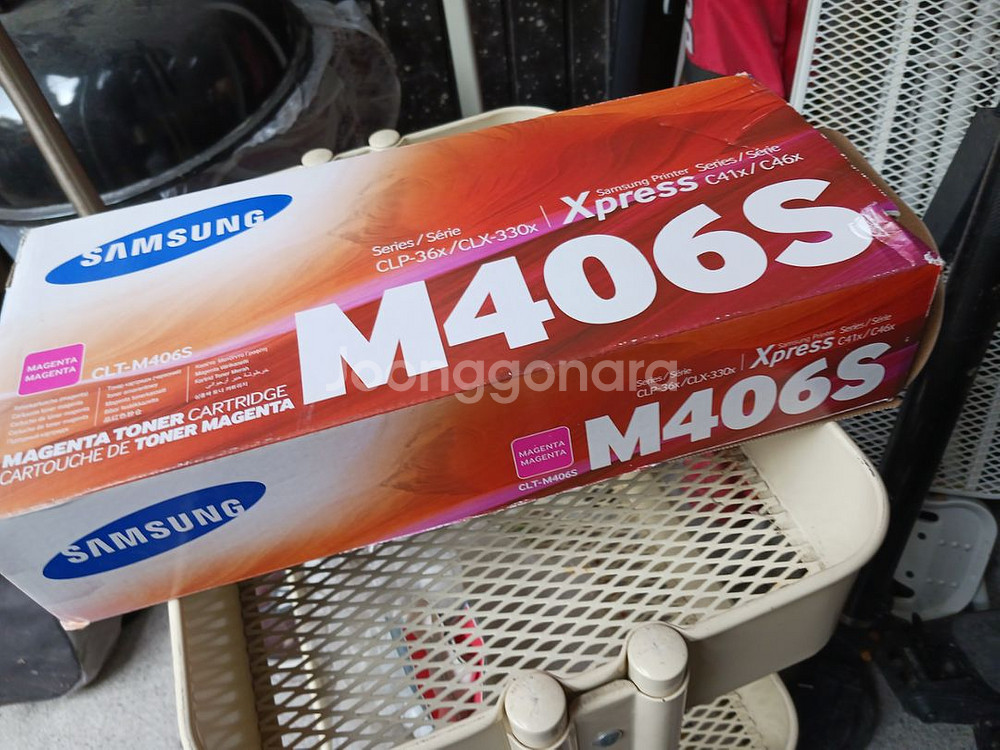 SAMSUNG
Series / Série
CLP-36x/CLX-330x
Samsung Printer Series / Série
Xpress C41x/ C46x
M406S
MAGENTA
MAGENTA
CLT-M406S
MAGENTA TONER CARTRIDGE
CARTOUCHE DE TONER MAGENTA
Joonggonara
SAMSUNG
MAGENTA
MAGENTA
CLT-M406S
Series / Série
CLP-36x/CLX-330x
Samsung Printer Series / Série
Xpress C41x/ C46x
M406S